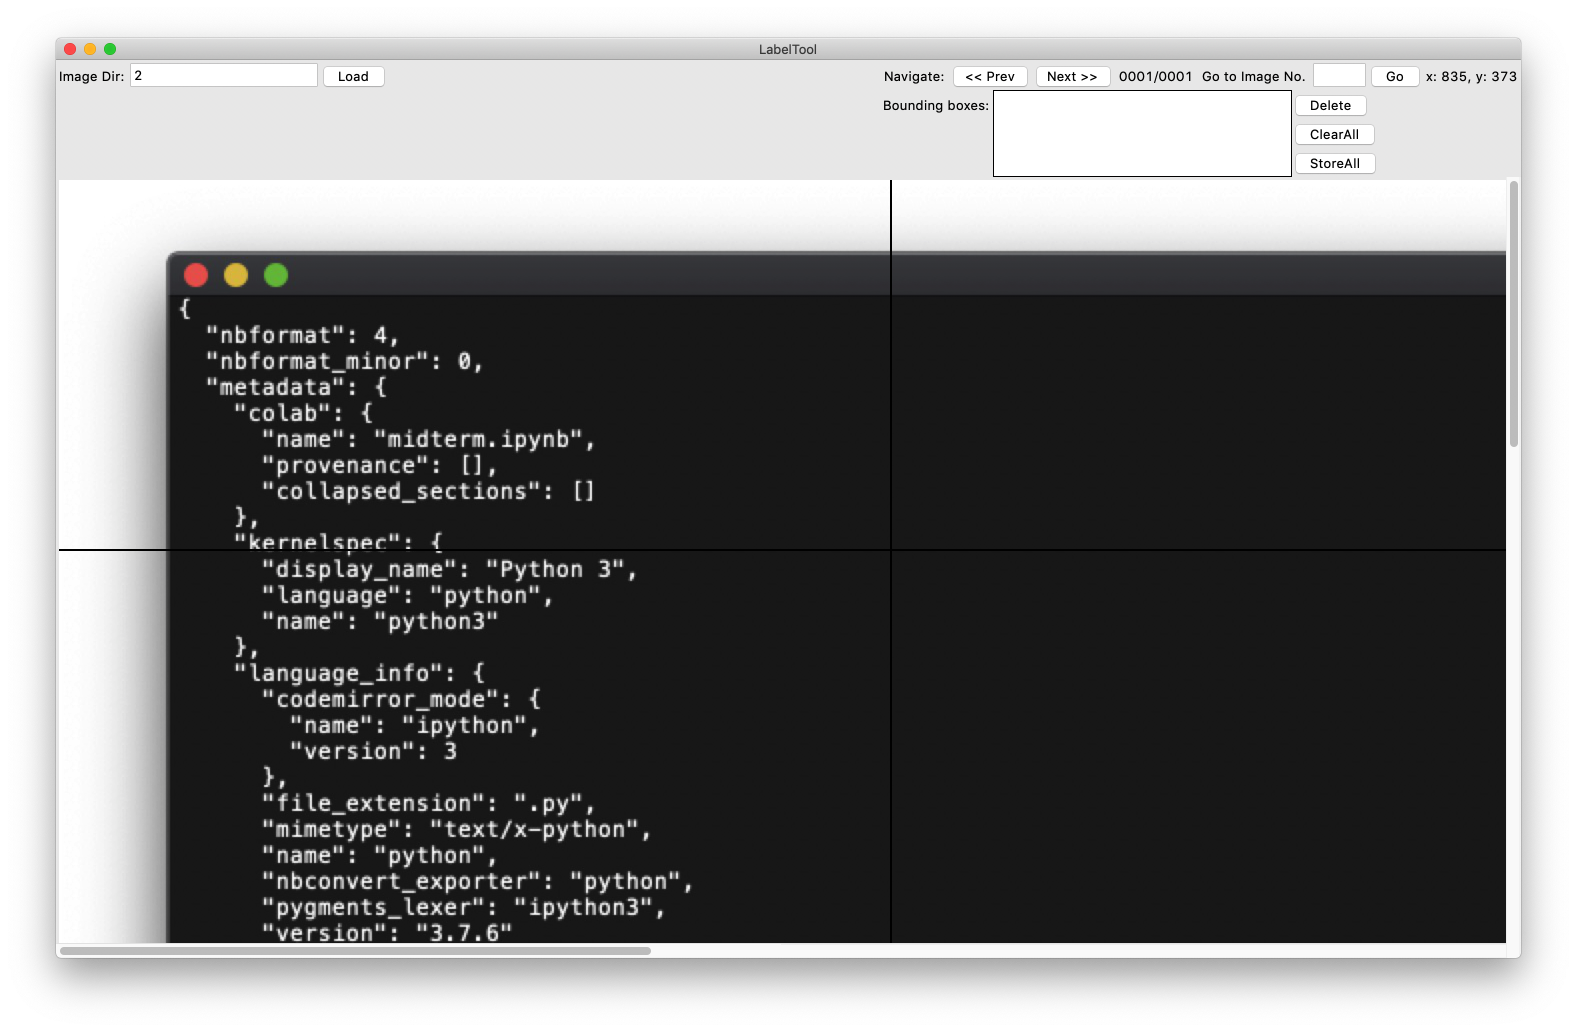 LabelTool
Image Dir: 2 Load Navigate: << Prev Next >> 0001/0001 Go to Image No. Go x: 835, y: 373
Bounding boxes: Delete
ClearAll
StoreAll
{
"nbformat": 4,
"nbformat_minor": 0,
"metadata": {
"colab": {
"name": "midterm.ipynb",
"provenance": [],
"collapsed_sections": []
},
"kernelspec": {
"display_name": "Python 3",
"language": "python",
"name": "python3"
},
"language_info": {
"codemirror_mode": {
"name": "ipython",
"version": 3
},
"file_extension": ".py",
"mimetype": "text/x-python",
"name": "python",
"nbconvert_exporter": "python",
"pygments_lexer": "ipython3",
"version": "3.7.6"